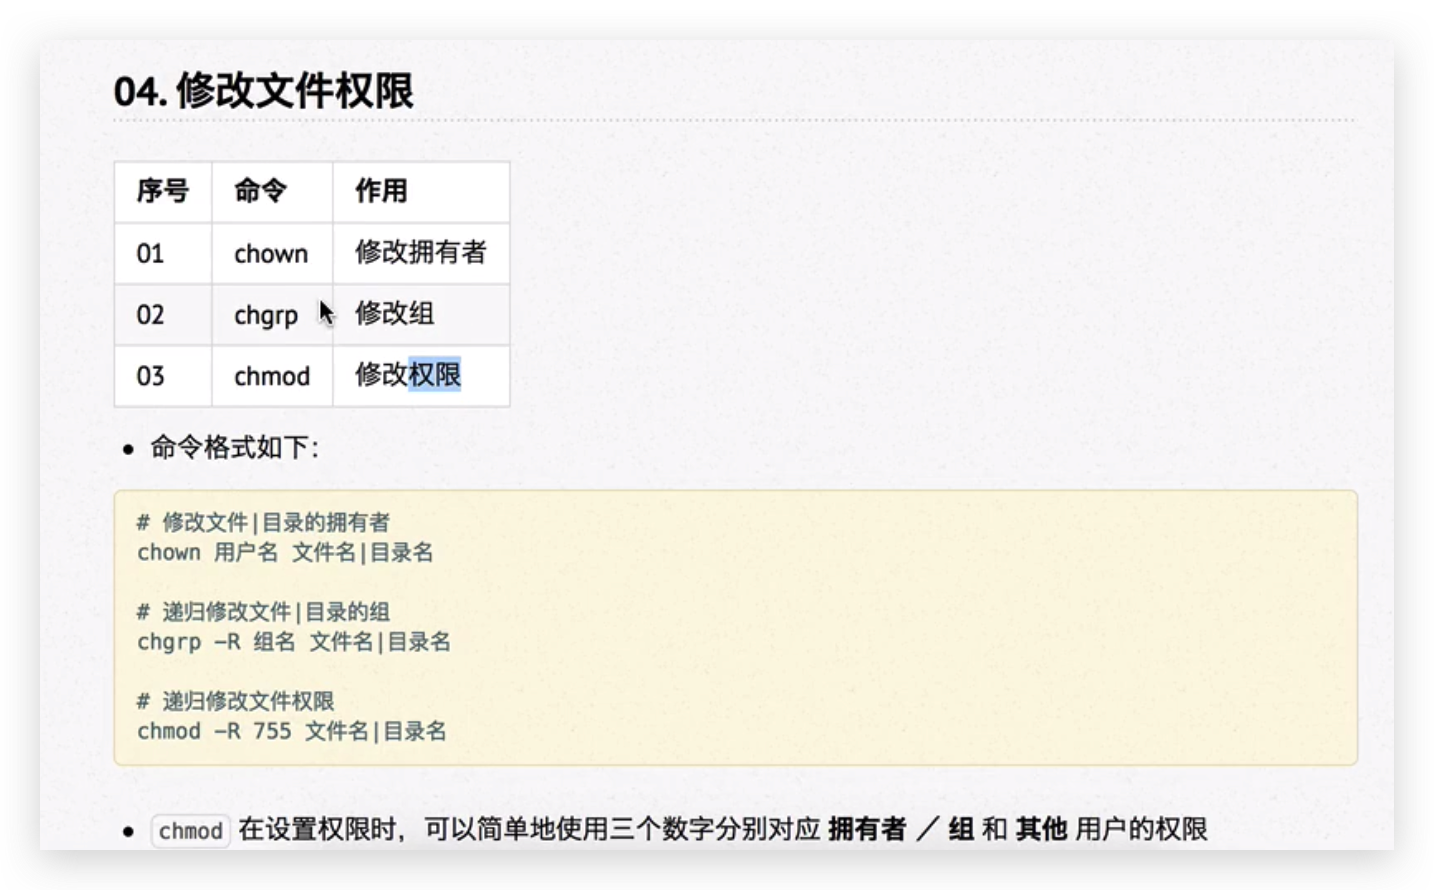 04. 修改文件权限
序号 命令 作用
01 chown 修改拥有者
02 chgrp 修改组
03 chmod 修改权限
• 命令格式如下：
# 修改文件|目录的拥有者
chown 用户名 文件名|目录名
# 递归修改文件|目录的组
chgrp -R 组名 文件名|目录名
# 递归修改文件权限
chmod -R 755 文件名|目录名
• chmod 在设置权限时，可以简单地使用三个数字分别对应 拥有者 ／ 组 和 其他 用户的权限